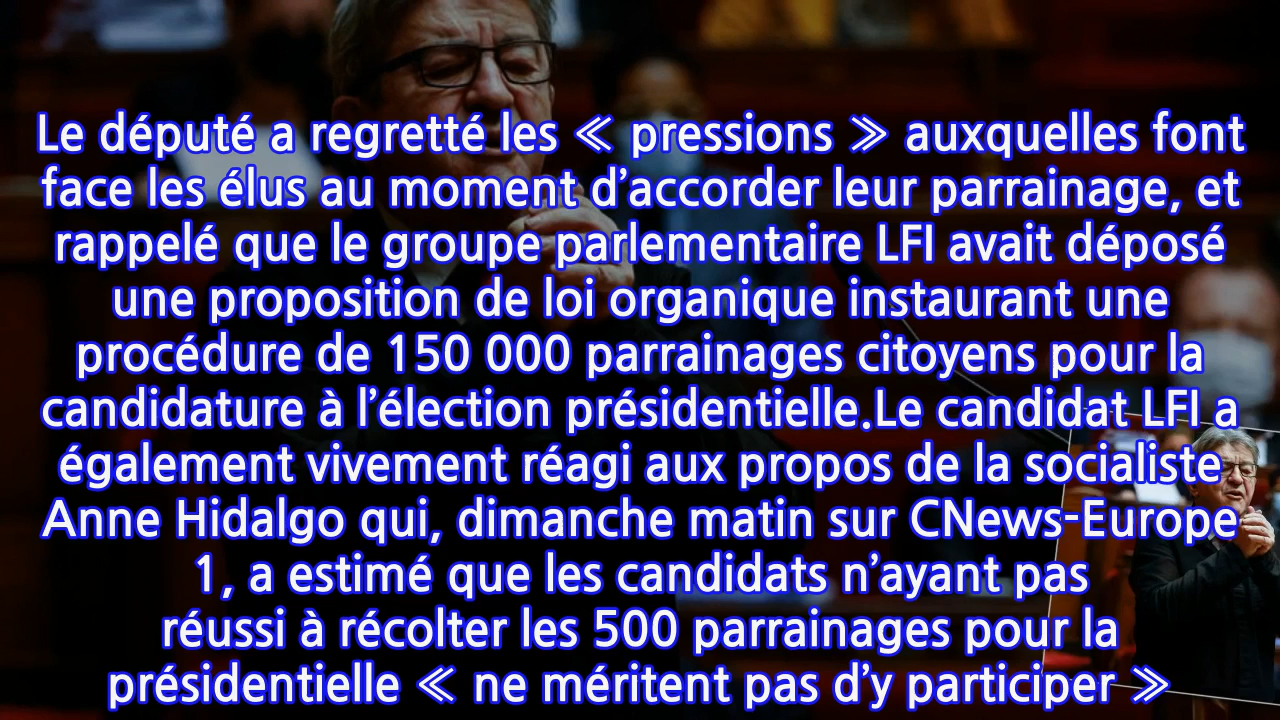 Le député a regretté les « pressions » auxquelles font
face les élus au moment d’accorder leur parrainage, et
rappelé que le groupe parlementaire LFI avait déposé
une proposition de loi organique instaurant une
procédure de 150 000 parrainages citoyens pour la
candidature à l’élection présidentielle.Le candidat LFI a
également vivement réagi aux propos de la socialiste
Anne Hidalgo qui, dimanche matin sur CNews-Europe
1, a estimé que les candidats n’ayant pas
réussi à récolter les 500 parrainages pour la
présidentielle « ne méritent pas d’y participer »